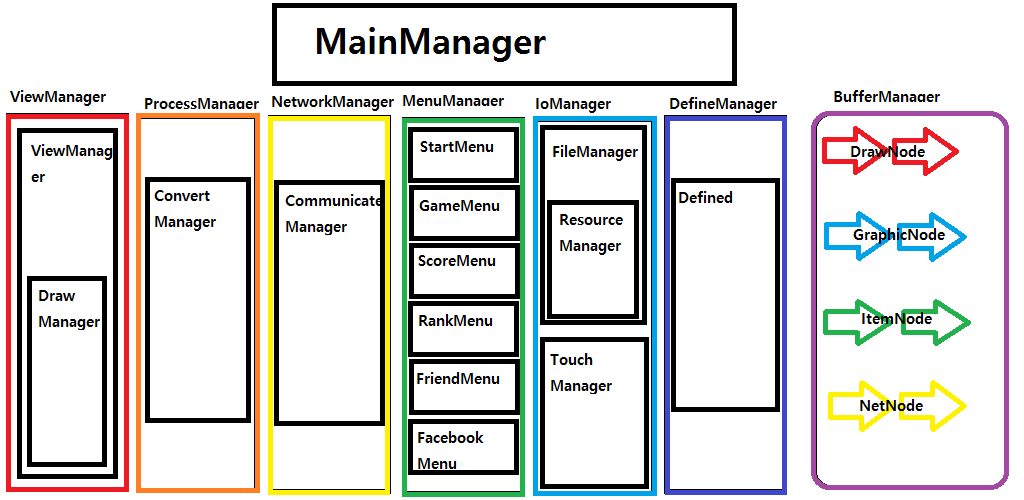 MainManager
ViewManager
ProcessManager
NetworkManager
MenuManager
IoManager
DefineManager
BufferManager
ViewManag
er
Draw
Manager
Convert
Manager
Communicate
Manager
StartMenu
GameMenu
ScoreMenu
RankMenu
FriendMenu
Facebook
Menu
FileManager
Resource
Manager
Touch
Manager
Defined
DrawNode
GraphicNode
ItemNode
NetNode